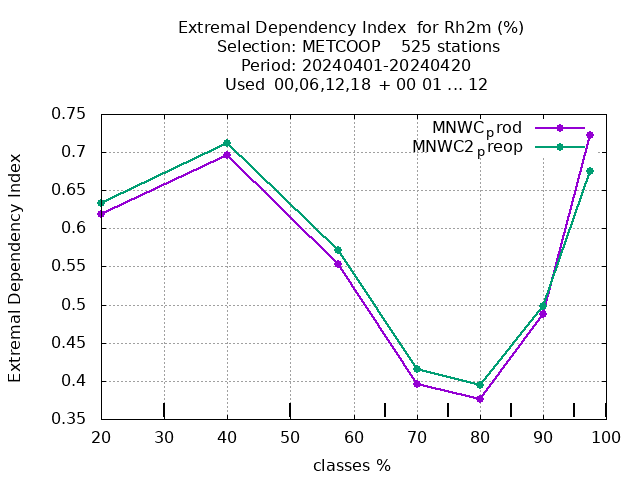 Extremal Dependency Index  for Rh2m (%)
Selection: METCOOP    525 stations
Period: 20240401-20240420
Used  00,06,12,18  + 00 01 ... 12
MNWC_prod
MNWC2_preop
Extremal Dependency Index
0.75
0.7
0.65
0.6
0.55
0.5
0.45
0.4
0.35
20 30 40 50 60 70 80 90 100
classes %